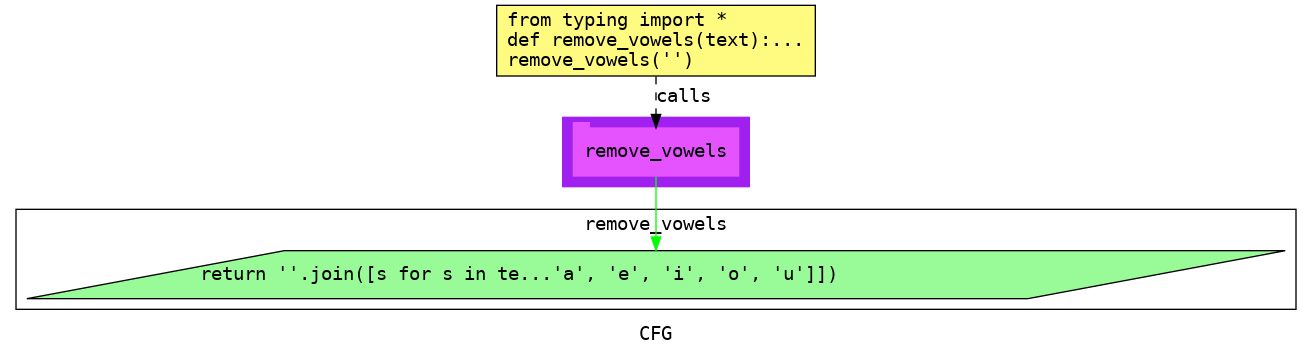 from typing import *
def remove_vowels(text):...
remove_vowels('')
calls
remove_vowels
remove_vowels
return ''.join([s for s in te...'a', 'e', 'i', 'o', 'u']])
CFG